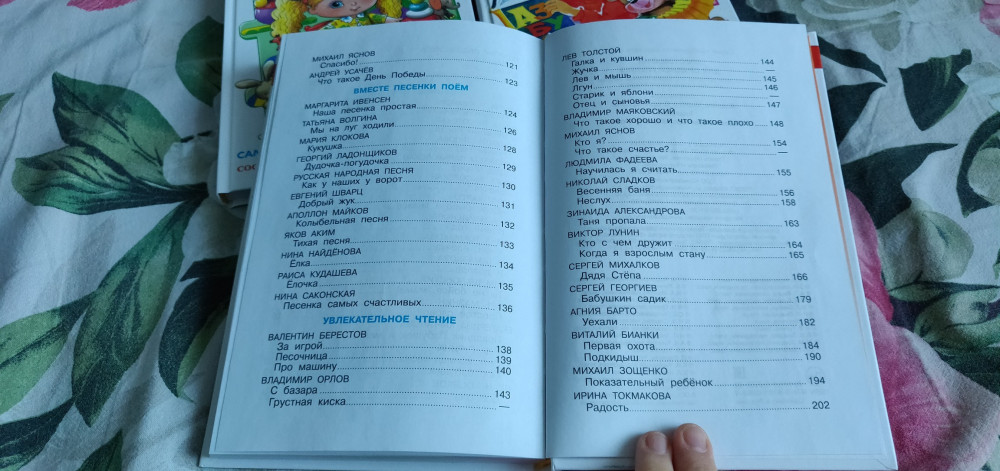 АЗ
БУ
МИХАИЛ ЯСНОВ
Спасибо! 121
АНДРЕЙ УСАЧЁВ
Что такое День Победы 123
ВМЕСТЕ ПЕСЕНКИ ПОЁМ
МАРГАРИТА ИВЕНСЕН
Наша песенка простая 124
ТАТЬЯНА ВОЛГИНА
Мы на луг ходили 126
МАРИЯ КЛОКОВА
Кукушка 128
ГЕОРГИЙ ЛАДОНЩИКОВ
Дудочка-погудочка 129
РУССКАЯ НАРОДНАЯ ПЕСНЯ
Как у наших у ворот 130
ЕВГЕНИЙ ШВАРЦ
Добрый жук 131
АПОЛЛОН МАЙКОВ
Колыбельная песня 132
ЯКОВ АКИМ
Тихая песня 133
НИНА НАЙДЁНОВА
Ёлка 134
РАИСА КУДАШЕВА
Ёлочка 135
НИНА САКОНСКАЯ
Песенка самых счастливых 136
УВЛЕКАТЕЛЬНОЕ ЧТЕНИЕ
ВАЛЕНТИН БЕРЕСТОВ
За игрой 138
Песочница 139
Про машину 140
ВЛАДИМИР ОРЛОВ
С базара 143
Грустная киска —
ЛЕВ ТОЛСТОЙ
Галка и кувшин 144
Жучка —
Лев и мышь 145
Лгун 146
Старик и яблони —
Отец и сыновья 147
ВЛАДИМИР МАЯКОВСКИЙ
Что такое хорошо и что такое плохо 148
МИХАИЛ ЯСНОВ
Кто я? 154
Что такое счастье? —
ЛЮДМИЛА ФАДЕЕВА
Научилась я считать 155
НИКОЛАЙ СЛАДКОВ
Весенняя баня 156
Неслух 158
ЗИНАИДА АЛЕКСАНДРОВА
Таня пропала 163
ВИКТОР ЛУНИН
Кто с чем дружит 164
Когда я взрослым стану 165
СЕРГЕЙ МИХАЛКОВ
Дядя Стёпа 166
СЕРГЕЙ ГЕОРГИЕВ
Бабушкин садик 179
АГНИЯ БАРТО
Уехали 182
ВИТАЛИЙ БИАНКИ
Первая охота 184
Подкидыш 190
МИХАИЛ ЗОЩЕНКО
Показательный ребёнок 194
ИРИНА ТОКМАКОВА
Радость 202